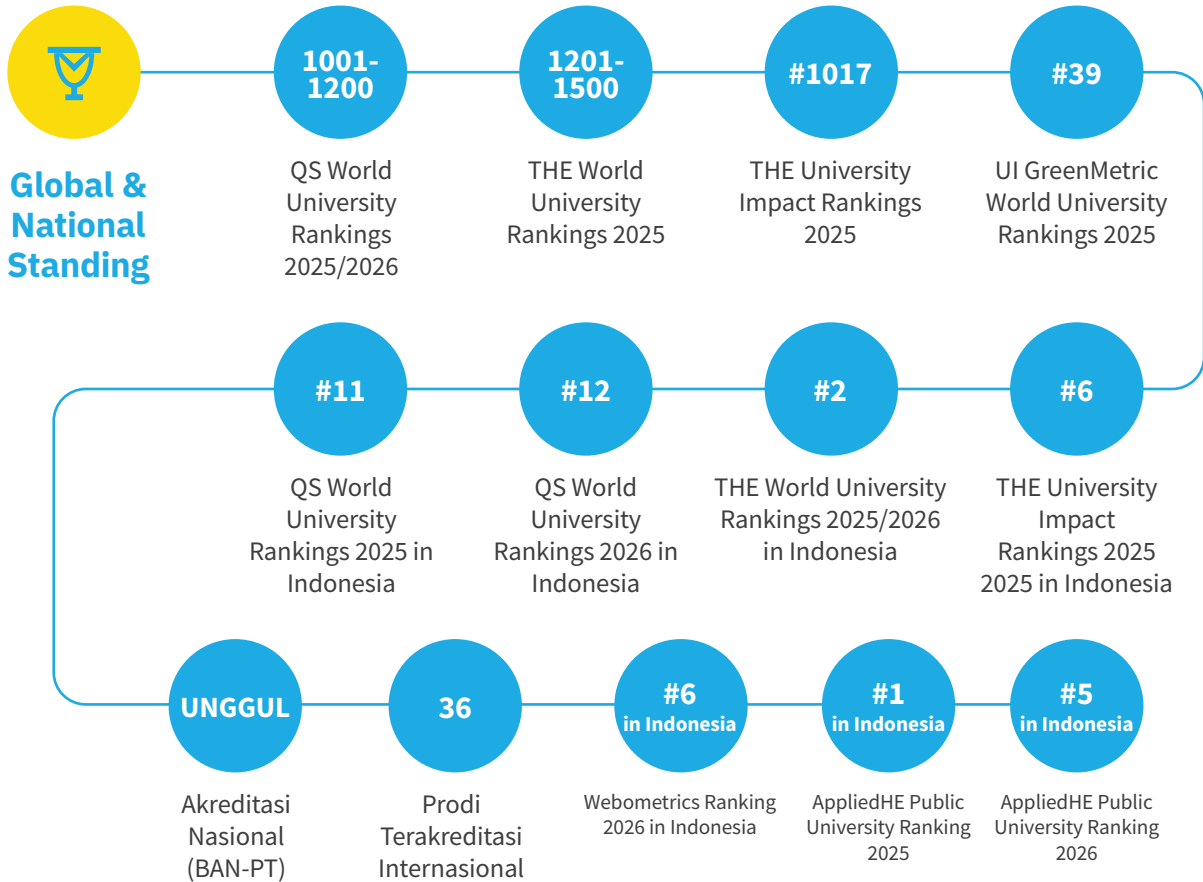 Global &
National
Standing
1001-
1200
QS World
University
Rankings
2025/2026
1201-
1500
THE World
University
Rankings 2025
#1017
THE University
Impact Rankings
2025
#39
UI GreenMetric
World University
Rankings 2025
#11
QS World
University
Rankings 2025 in
Indonesia
#12
QS World
University
Rankings 2026 in
Indonesia
#2
THE World University
Rankings 2025/2026
in Indonesia
#6
THE University
Impact
Rankings 2025
2025 in Indonesia
UNGGUL
Akreditasi
Nasional
(BAN-PT)
36
Prodi
Terakreditasi
Internasional
#6
in Indonesia
Webometrics Ranking
2026 in Indonesia
#1
in Indonesia
AppliedHE Public
University Ranking
2025
#5
in Indonesia
AppliedHE Public
University Ranking
2026